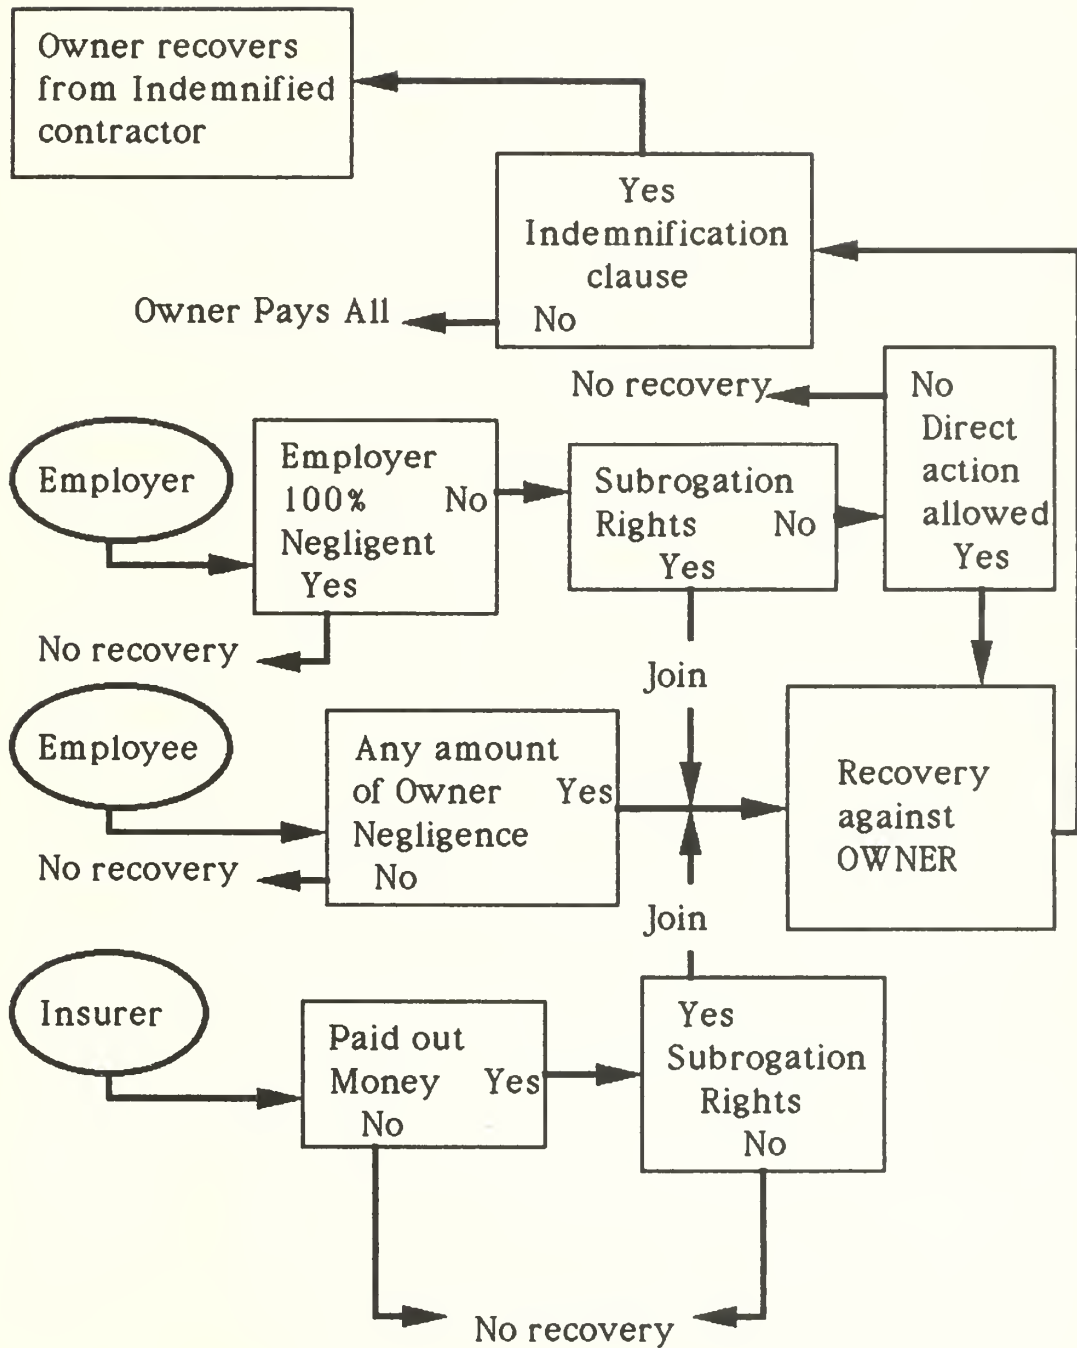 Owner recovers
from Indemnified
contractor
Yes
Indemnification
clause
No
Owner Pays All
No recovery
No
Direct
action
allowed
Yes
Employer
Employer
100% No
Negligent
Yes
Subrogation
Rights No
Yes
No recovery
Join
Employee
Any amount
of Owner Yes
Negligence
No
No recovery
Recovery
against
OWNER
Join
Insurer
Paid out
Money Yes
No
Yes
Subrogation
Rights
No
No recovery